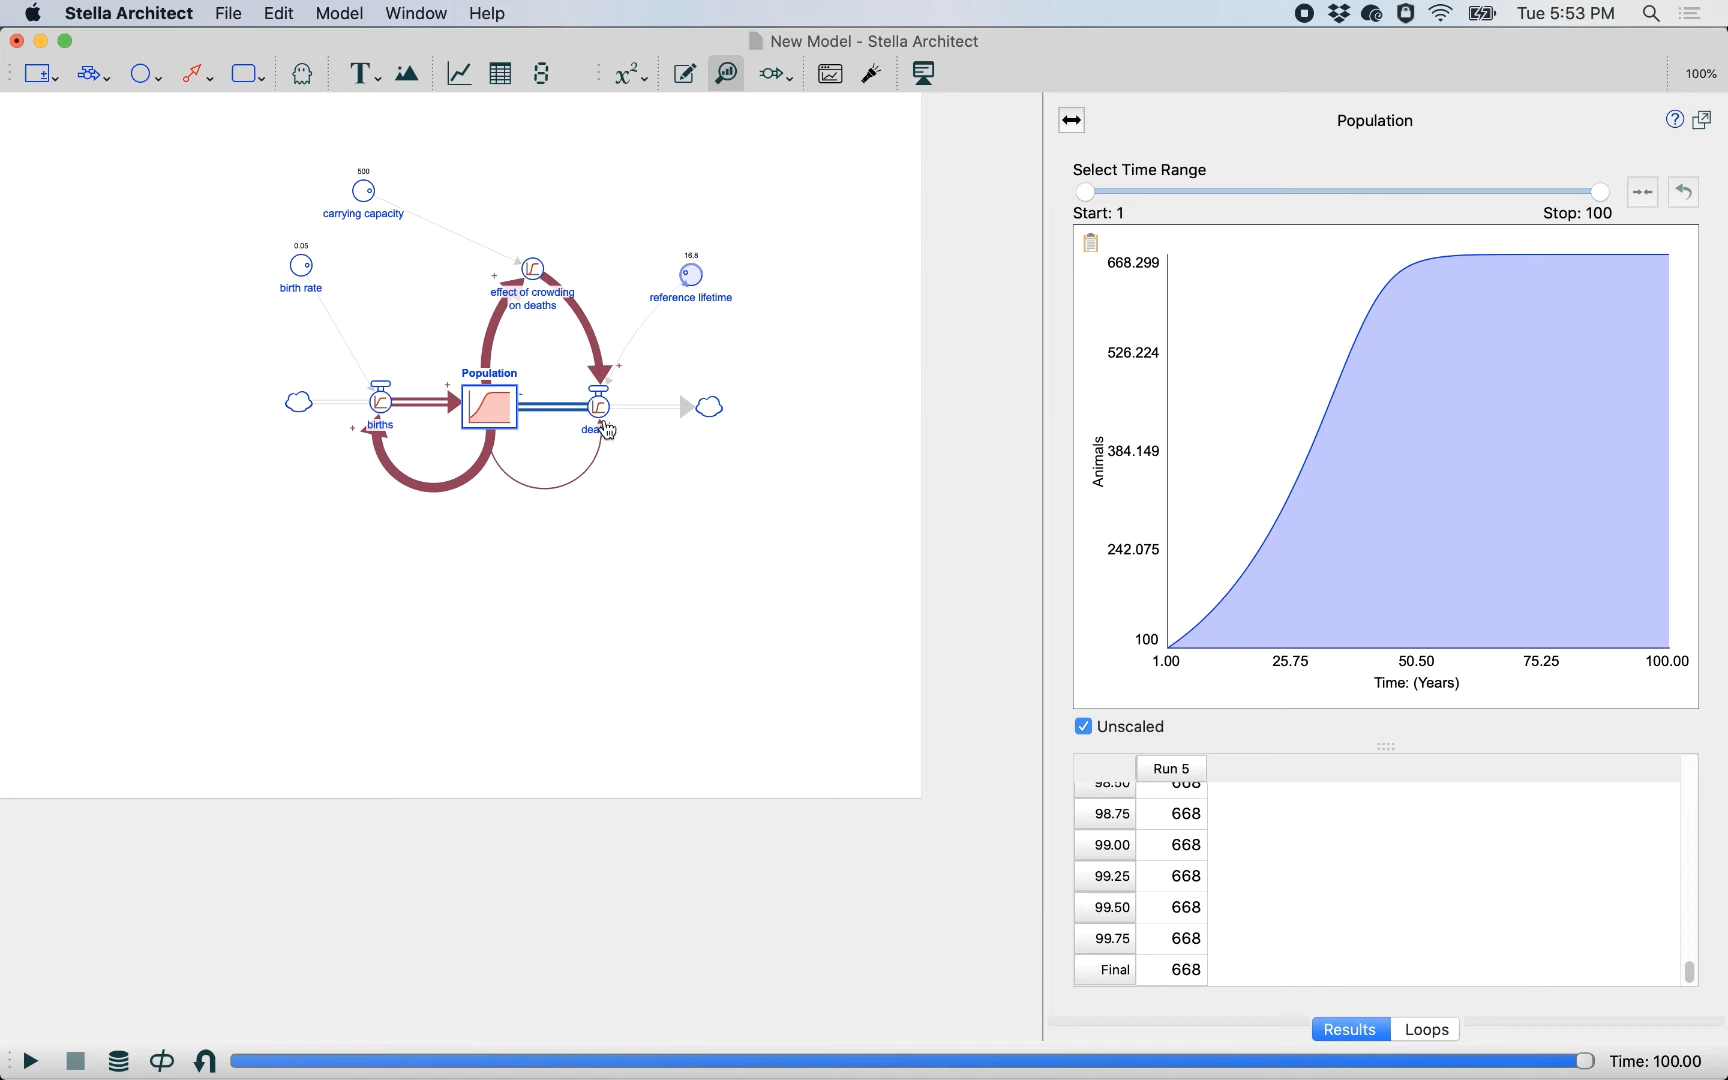 Stella Architect File Edit Model Window Help Tue 5:53 PM
New Model - Stella Architect
100%
Population
Select Time Range
Start: 1 Stop: 100
500
carrying capacity
0.05
birth rate
effect of crowding
on deaths
16.8
reference lifetime
Population
births
668.299
526.224
384.149
242.075
100
Animals
1.00 25.75 50.50 75.25 100.00
Time: (Years)
Unscaled
Run 5
98.50 668
98.75 668
99.00 668
99.25 668
99.50 668
99.75 668
Final 668
Results Loops
Time: 100.00